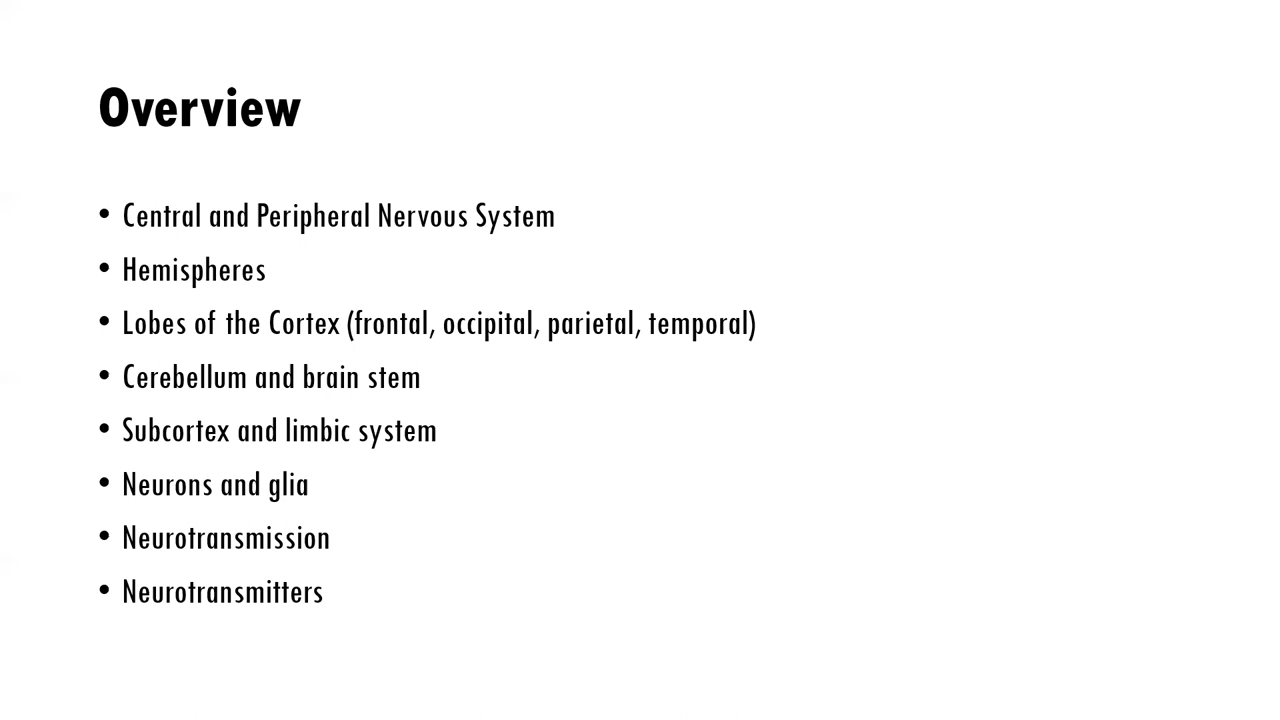 Overview
• Central and Peripheral Nervous System
• Hemispheres
• Lobes of the Cortex (frontal, occipital, parietal, temporal)
• Cerebellum and brain stem
• Subcortex and limbic system
• Neurons and glia
• Neurotransmission
• Neurotransmitters